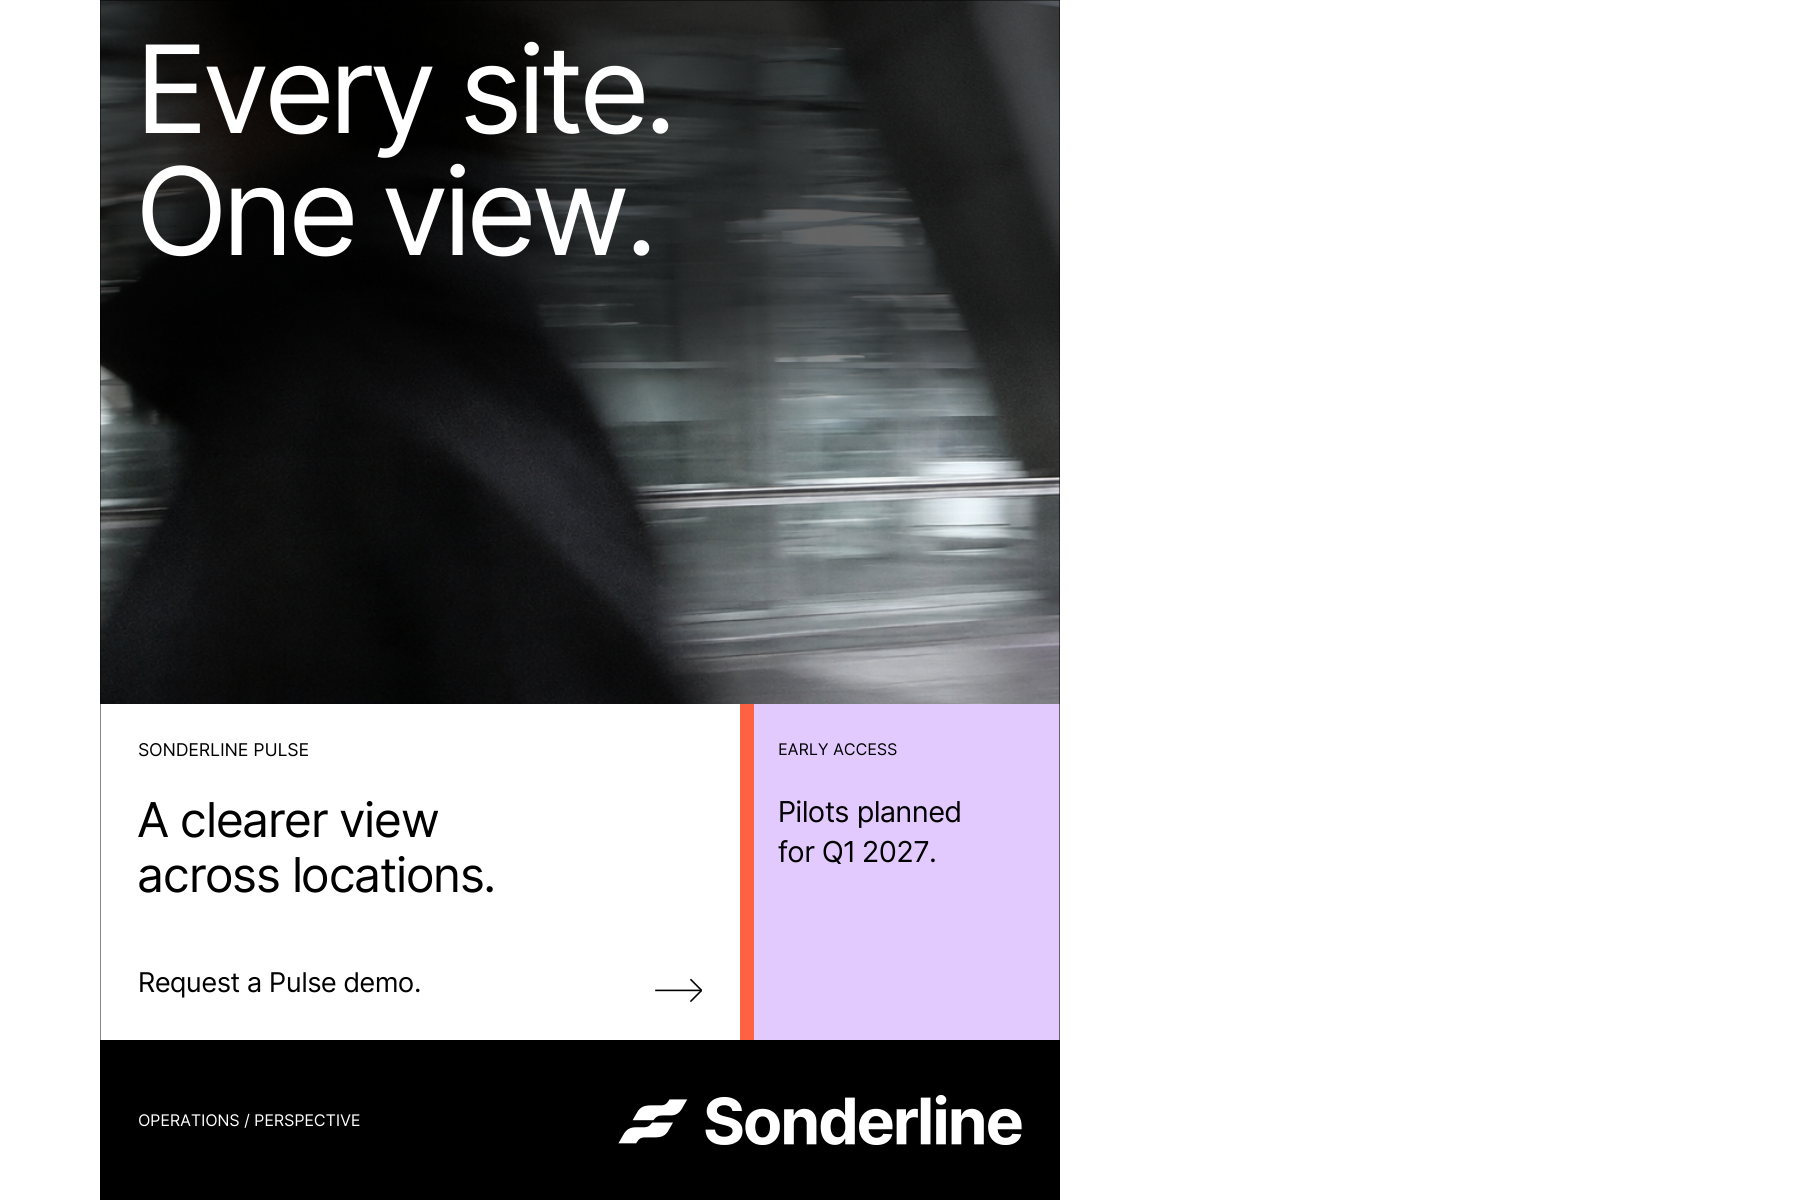 Every site.
One view.
SONDERLINE PULSE
A clearer view
across locations.
Request a Pulse demo.
EARLY ACCESS
Pilots planned
for Q1 2027.
OPERATIONS / PERSPECTIVE
Sonderline